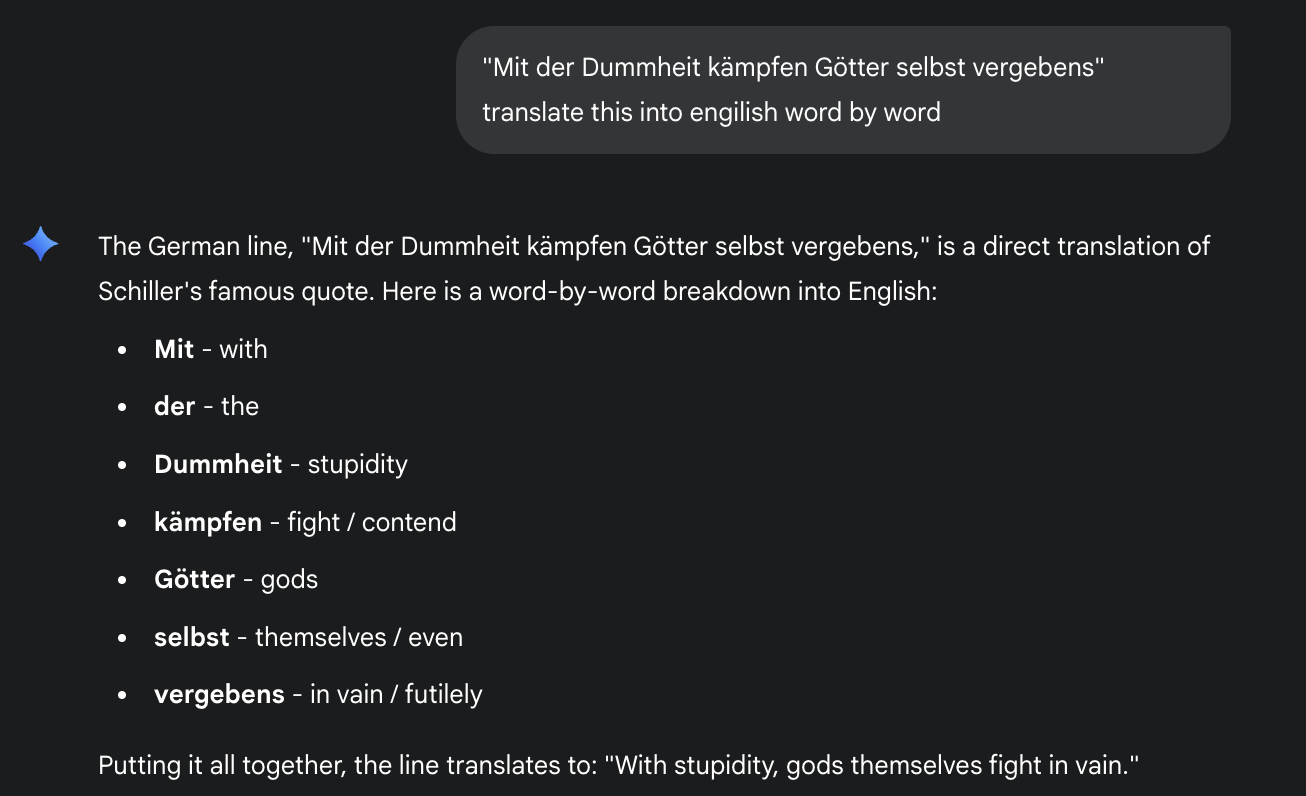 "Mit der Dummheit kämpfen Götter selbst vergebens"
translate this into engilish word by word
The German line, "Mit der Dummheit kämpfen Götter selbst vergebens," is a direct translation of
Schiller's famous quote. Here is a word-by-word breakdown into English:
• Mit - with
• der - the
• Dummheit - stupidity
• kämpfen - fight / contend
• Götter - gods
• selbst - themselves / even
• vergebens - in vain / futilely
Putting it all together, the line translates to: "With stupidity, gods themselves fight in vain."